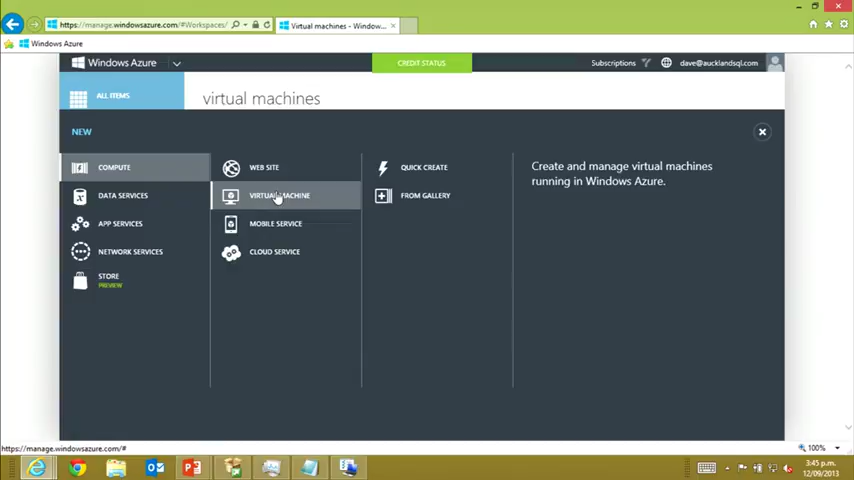 https://manage.windowsazure.com/#Workspaces/
Virtual machines - Window...
Windows Azure
Windows Azure
CREDIT STATUS
Subscriptions
dave@aucklandsql.com
ALL ITEMS
virtual machines
NEW
COMPUTE
WEB SITE
QUICK CREATE
Create and manage virtual machines
running in Windows Azure.
DATA SERVICES
VIRTUAL MACHINE
FROM GALLERY
APP SERVICES
MOBILE SERVICE
NETWORK SERVICES
CLOUD SERVICE
STORE
PREVIEW
https://manage.windowsazure.com/#
100%
3:45 p.m.
12/09/2013